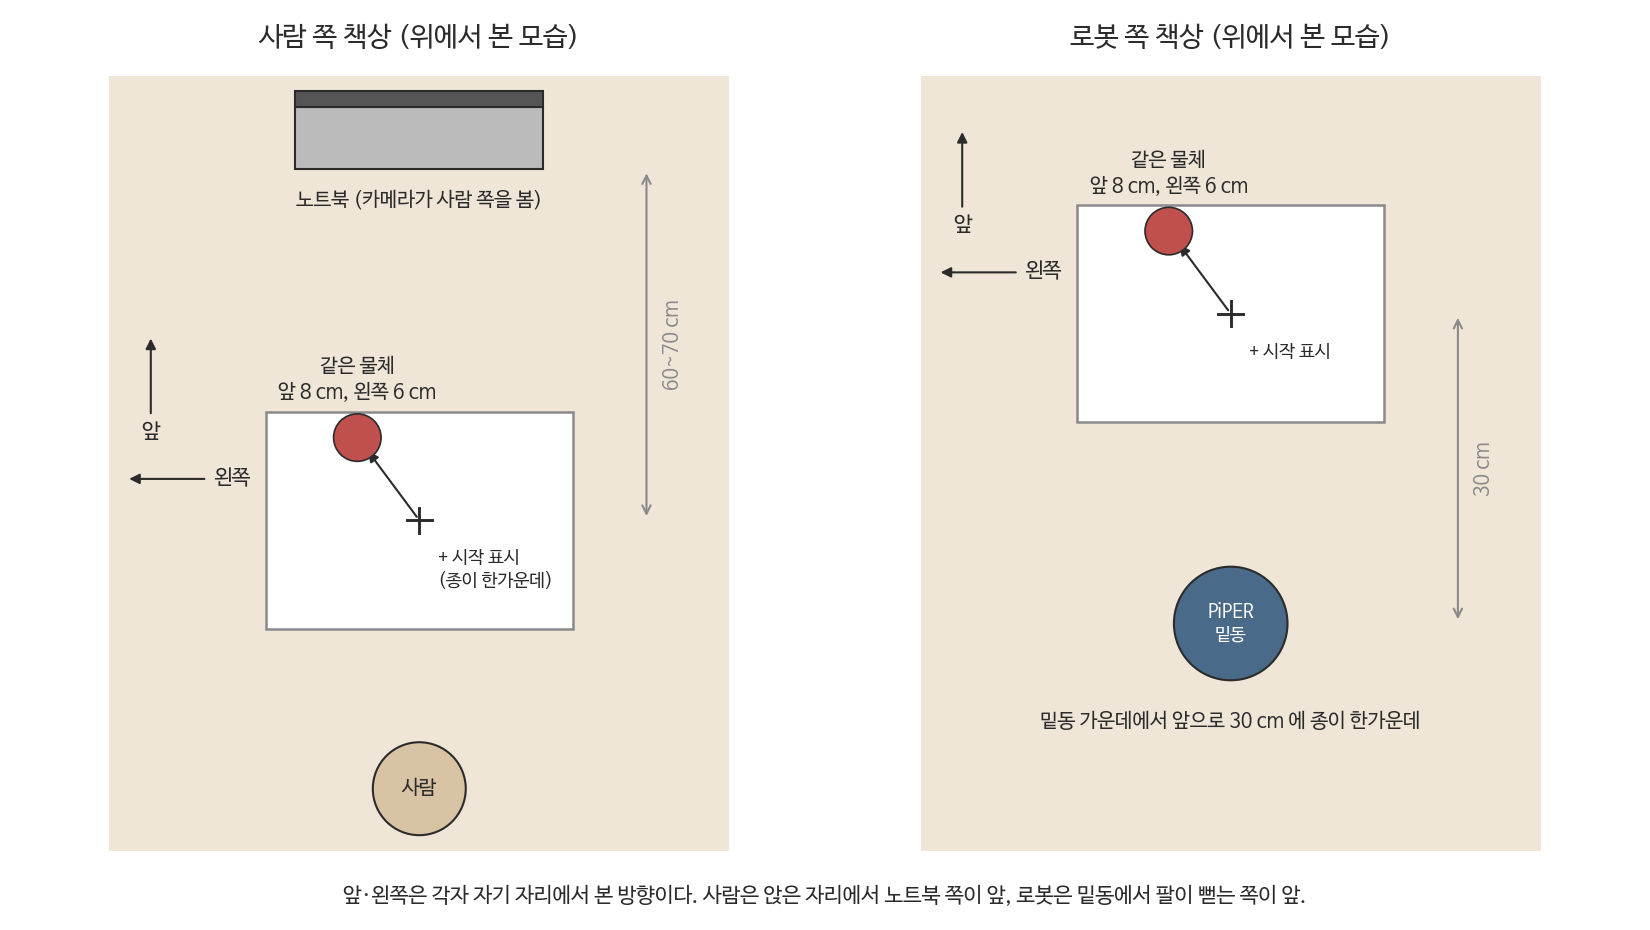 사람 쪽 책상 (위에서 본 모습)
노트북 (카메라가 사람 쪽을 봄)
60~70 cm
앞
왼쪽
같은 물체
앞 8 cm, 왼쪽 6 cm
+ 시작 표시
(종이 한가운데)
사람
로봇 쪽 책상 (위에서 본 모습)
앞
왼쪽
같은 물체
앞 8 cm, 왼쪽 6 cm
+ 시작 표시
30 cm
PiPER
밑동
밑동 가운데에서 앞으로 30 cm 에 종이 한가운데
앞·왼쪽은 각자 자기 자리에서 본 방향이다. 사람은 앉은 자리에서 노트북 쪽이 앞, 로봇은 밑동에서 팔이 뻗는 쪽이 앞.